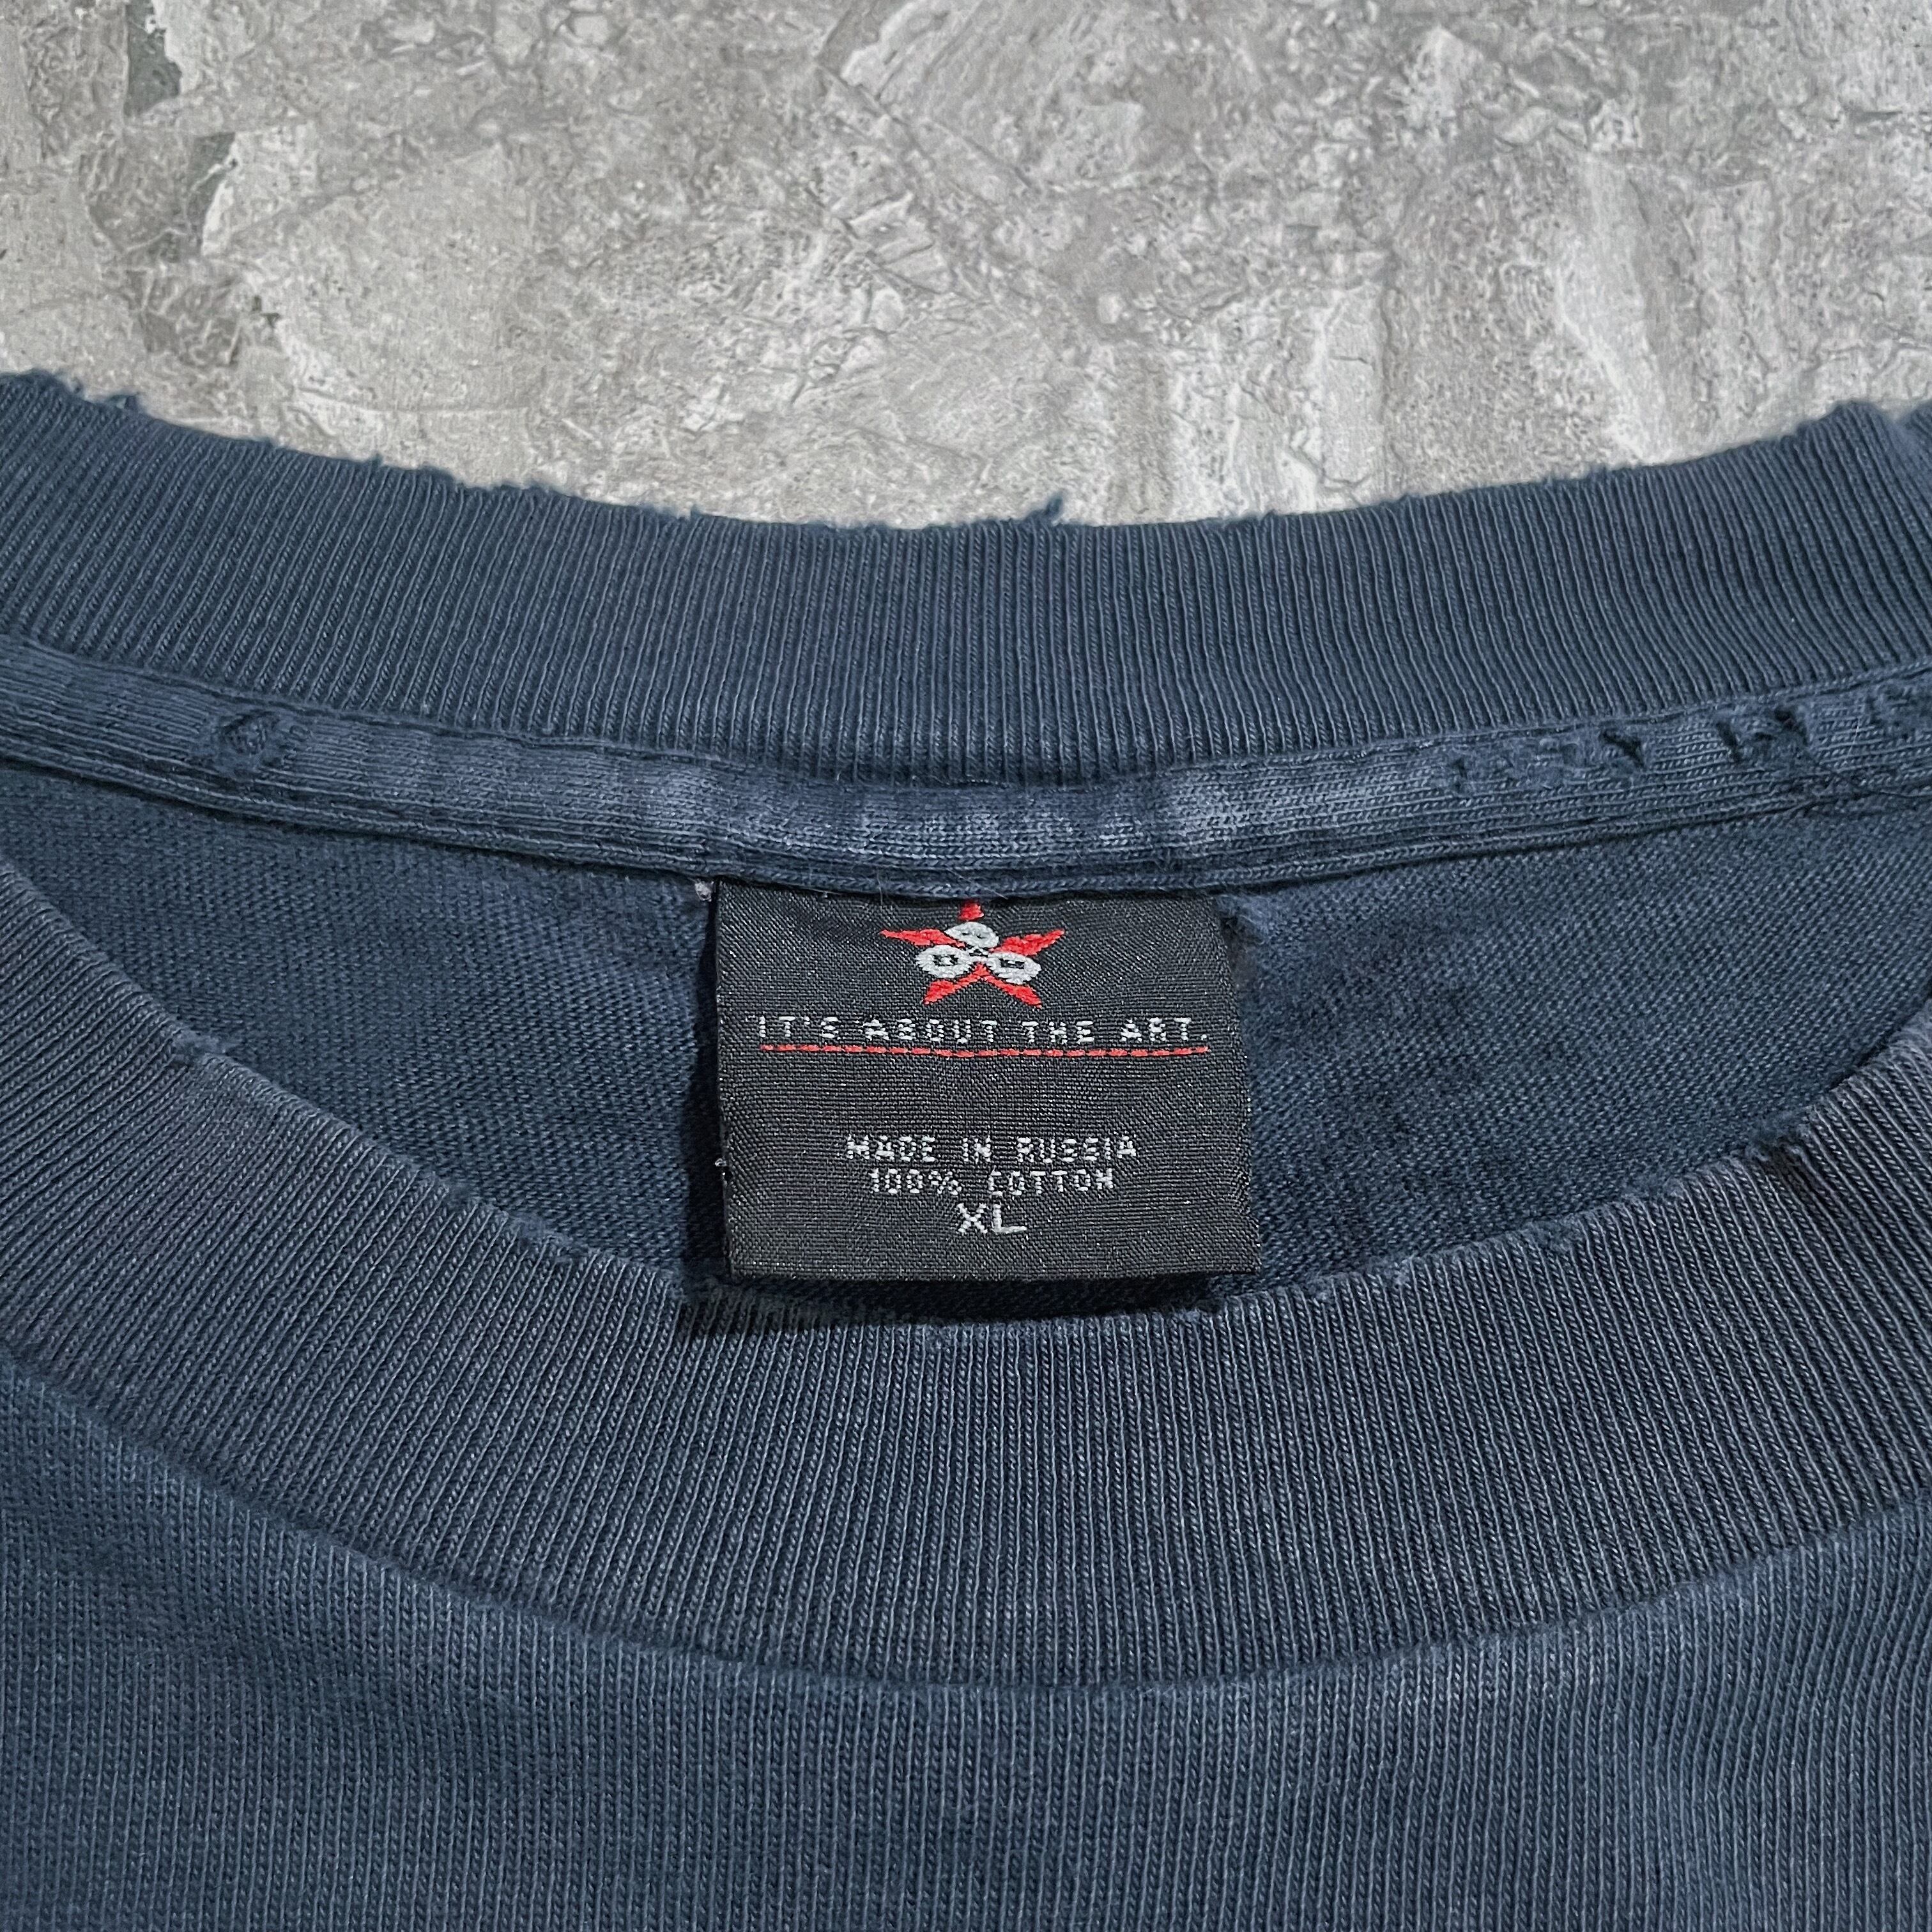 IT'S ABOUT THE ART.
MADE IN RUSSIA
100% COTTON
XL